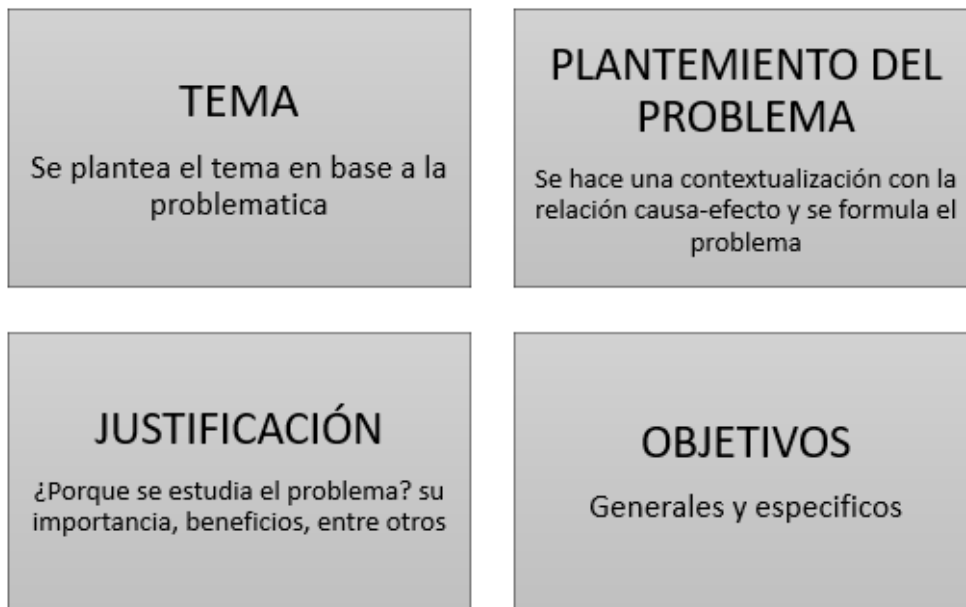 TEMA
Se plantea el tema en base a la
problematica
PLANTEMIENTO DEL
PROBLEMA
Se hace una contextualización con la
relación causa-efecto y se formula el
problema
JUSTIFICACIÓN
¿Porque se estudia el problema? su
importancia, beneficios, entre otros
OBJETIVOS
Generales y especificos